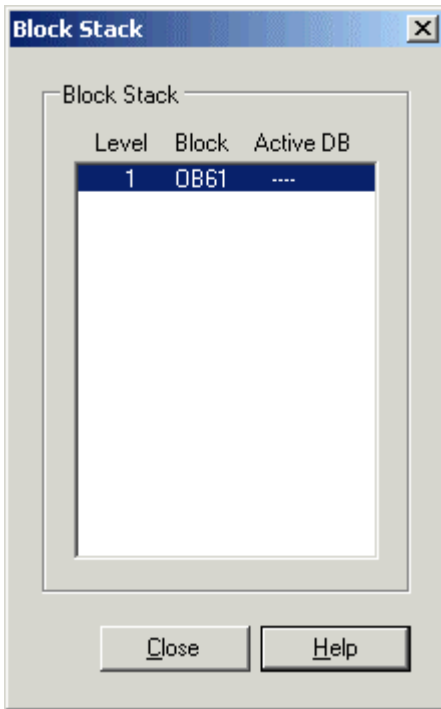 Block Stack
Block Stack
Level Block Active DB
1 OB61 ----
Close Help